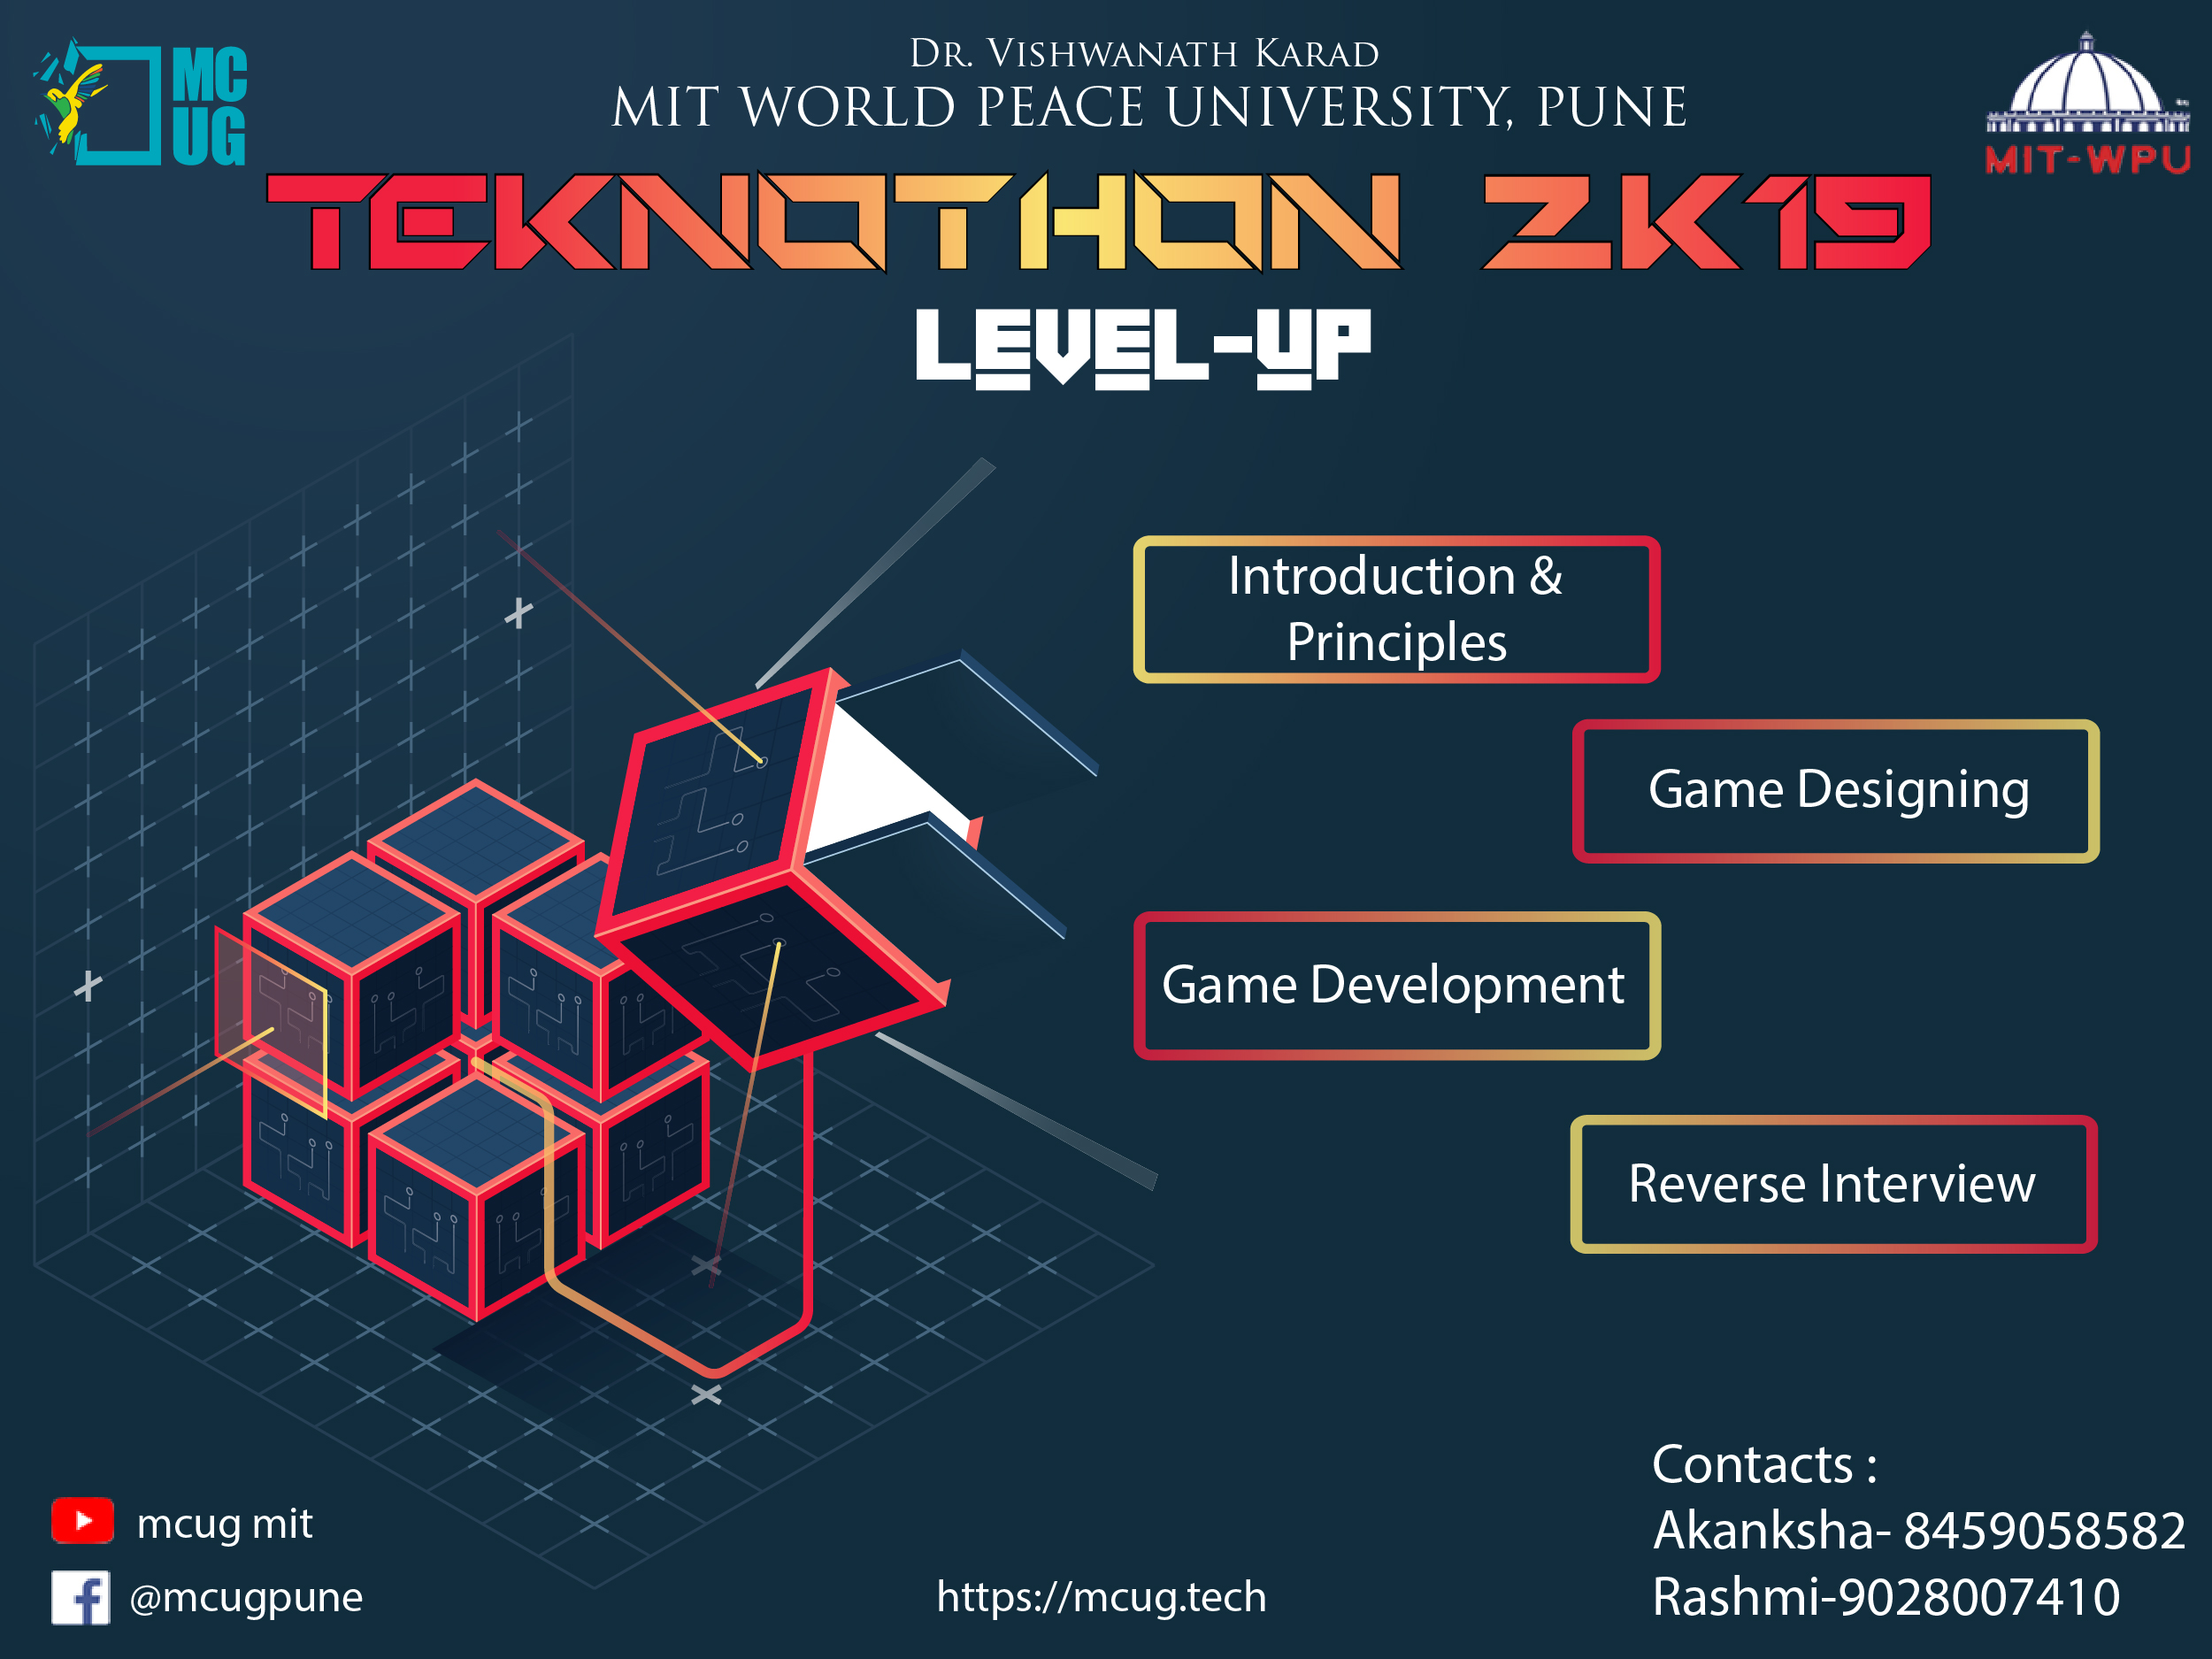 MC
UG
DR. VISHWANATH KARAD
MIT WORLD PEACE UNIVERSITY, PUNE
MIT-WPU
TEKNOTHON 2K19
LEVEL-UP
Introduction &
Principles
Game Designing
Game Development
Reverse Interview
Contacts :
Akanksha- 8459058582
Rashmi-9028007410
mcug mit
@mcugpune
https://mcug.tech